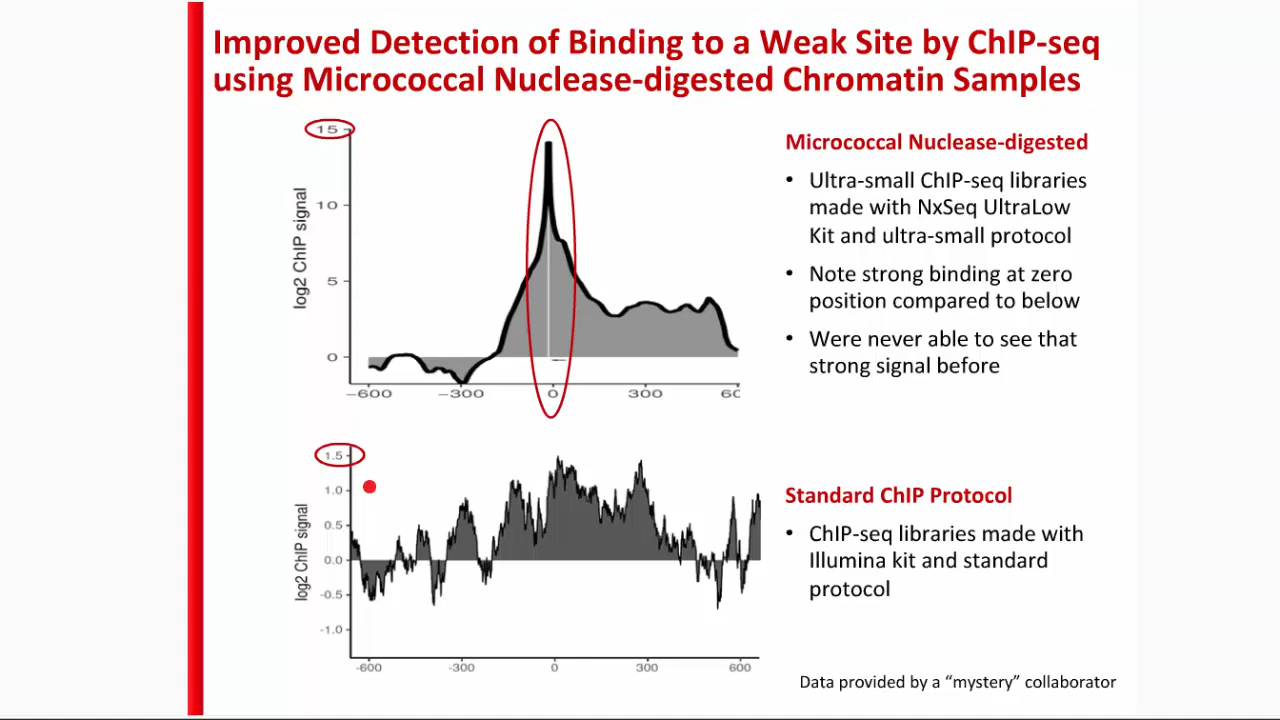 Improved Detection of Binding to a Weak Site by ChIP-seq
using Micrococcal Nuclease-digested Chromatin Samples
15
10
5
0
log2 ChIP signal
−600
−300
0
300
60
Micrococcal Nuclease-digested
• Ultra-small ChIP-seq libraries
made with NxSeq UltraLow
Kit and ultra-small protocol
• Note strong binding at zero
position compared to below
• Were never able to see that
strong signal before
1.5
1.0
0.5
0.0
-0.5
-1.0
log2 ChIP signal
-600
-300
0
300
600
Standard ChIP Protocol
• ChIP-seq libraries made with
Illumina kit and standard
protocol
Data provided by a “mystery” collaborator